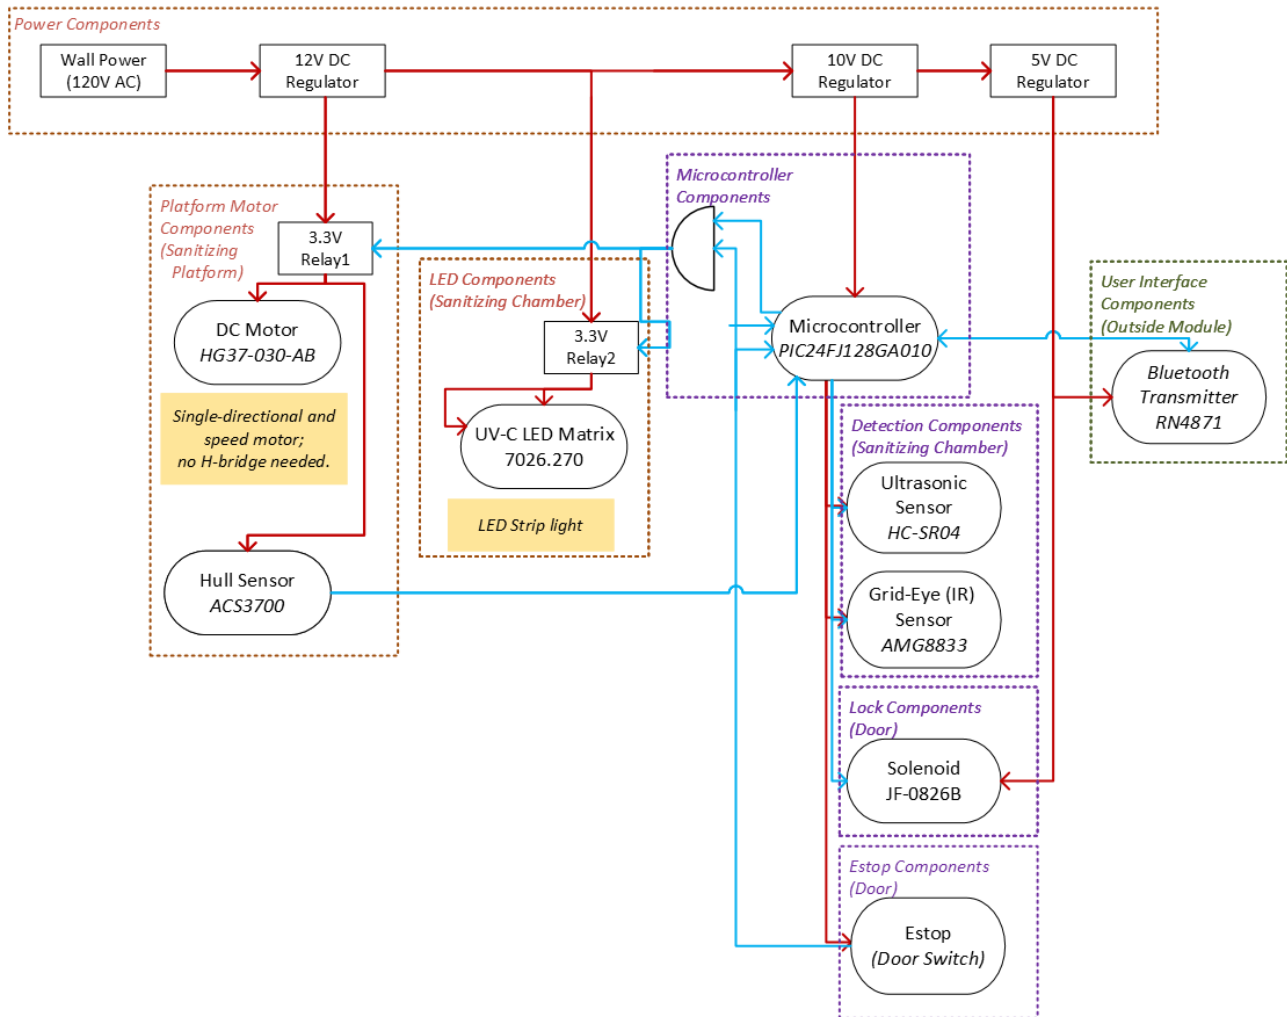 Power Components
Wall Power
(120V AC)
12V DC
Regulator
10V DC
Regulator
5V DC
Regulator
Platform Motor
Components
(Sanitizing
Platform)
3.3V
Relay1
DC Motor
HG37-030-AB
Single-directional and
speed motor;
no H-bridge needed.
Hull Sensor
ACS3700
LED Components
(Sanitizing Chamber)
3.3V
Relay2
UV-C LED Matrix
7026.270
LED Strip light
Microcontroller
Components
Microcontroller
PIC24FJ128GA010
User Interface
Components
(Outside Module)
Bluetooth
Transmitter
RN4871
Detection Components
(Sanitizing Chamber)
Ultrasonic
Sensor
HC-SR04
Grid-Eye (IR)
Sensor
AMG8833
Lock Components
(Door)
Solenoid
JF-0826B
Estop Components
(Door)
Estop
(Door Switch)